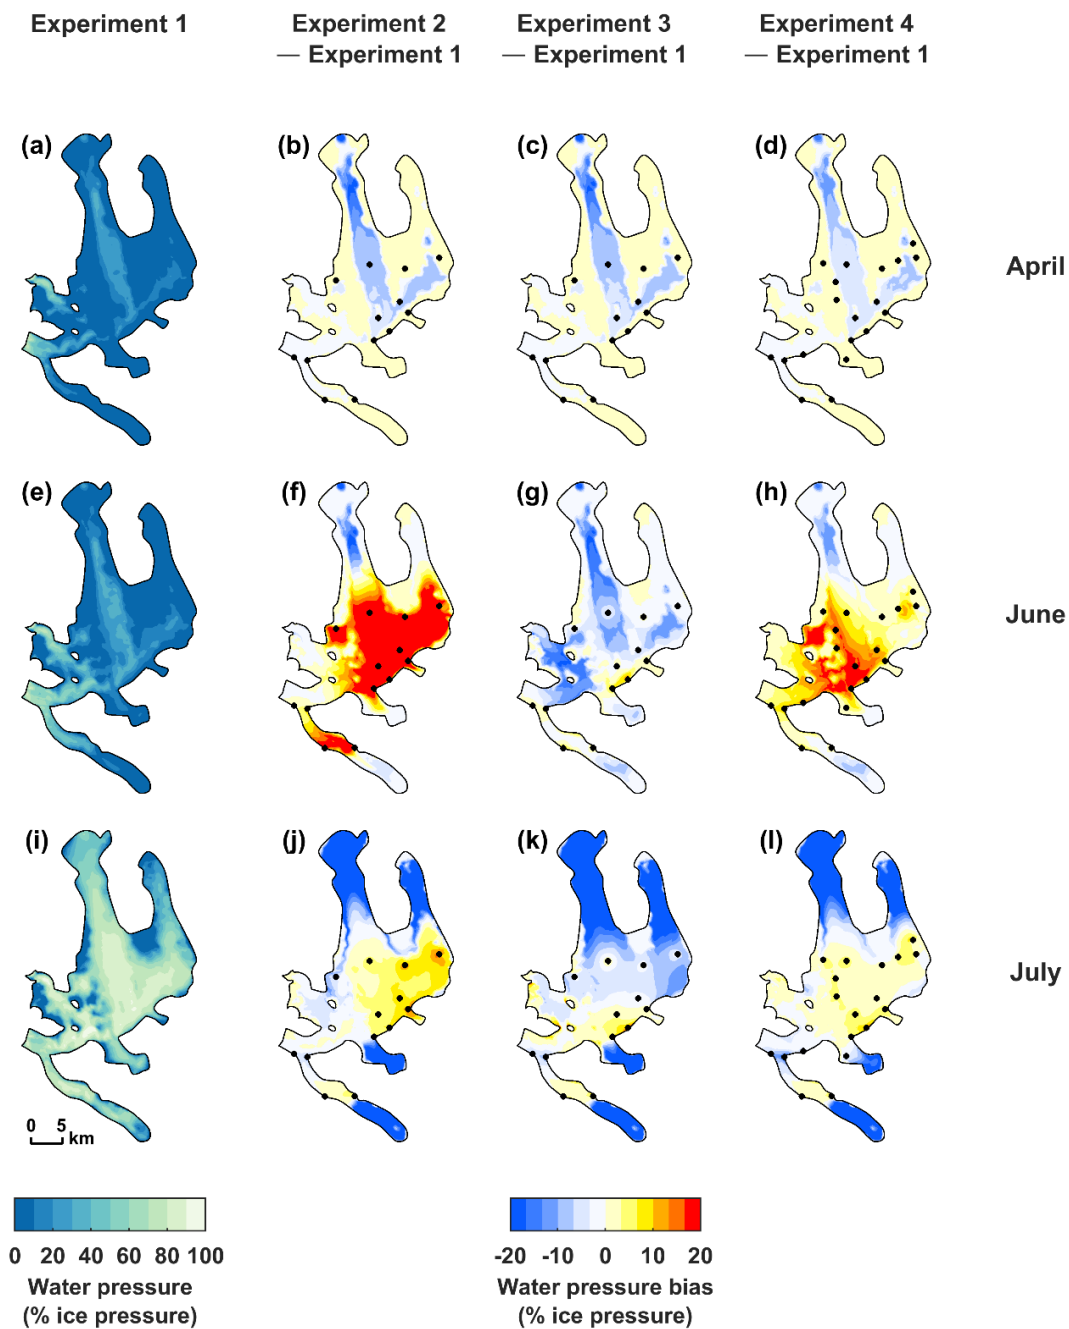 Experiment 1
Experiment 2
— Experiment 1
Experiment 3
— Experiment 1
Experiment 4
— Experiment 1
(a)
(b)
(c)
(d)
April
(e)
(f)
(g)
(h)
June
(i)
(j)
(k)
(l)
July
0 5
km
0 20 40 60 80 100
Water pressure
(% ice pressure)
-20 -10 0 10 20
Water pressure bias
(% ice pressure)